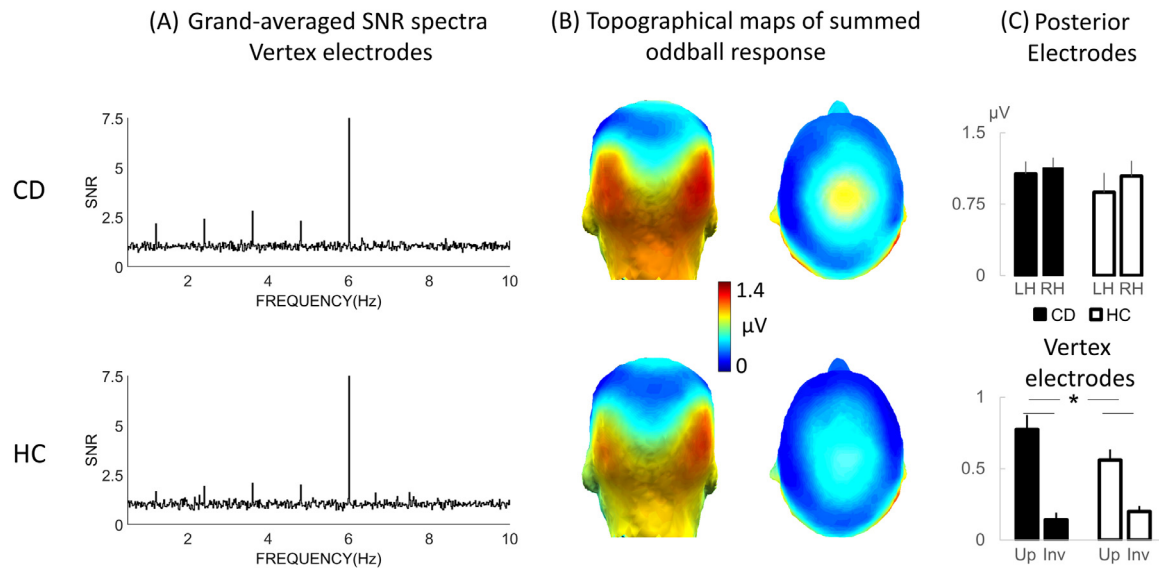 (A) Grand-averaged SNR spectra
Vertex electrodes
(B) Topographical maps of summed
oddball response
(C) Posterior
Electrodes
CD
SNR
7.5
5
2.5
0
2
4
6
8
10
FREQUENCY(Hz)
1.4
µV
0
µV
1.5
0.75
0
LH RH
LH RH
CD
HC
HC
SNR
7.5
5
2.5
0
2
4
6
8
10
FREQUENCY(Hz)
Vertex
electrodes
*
1
0.5
0
Up Inv
Up Inv